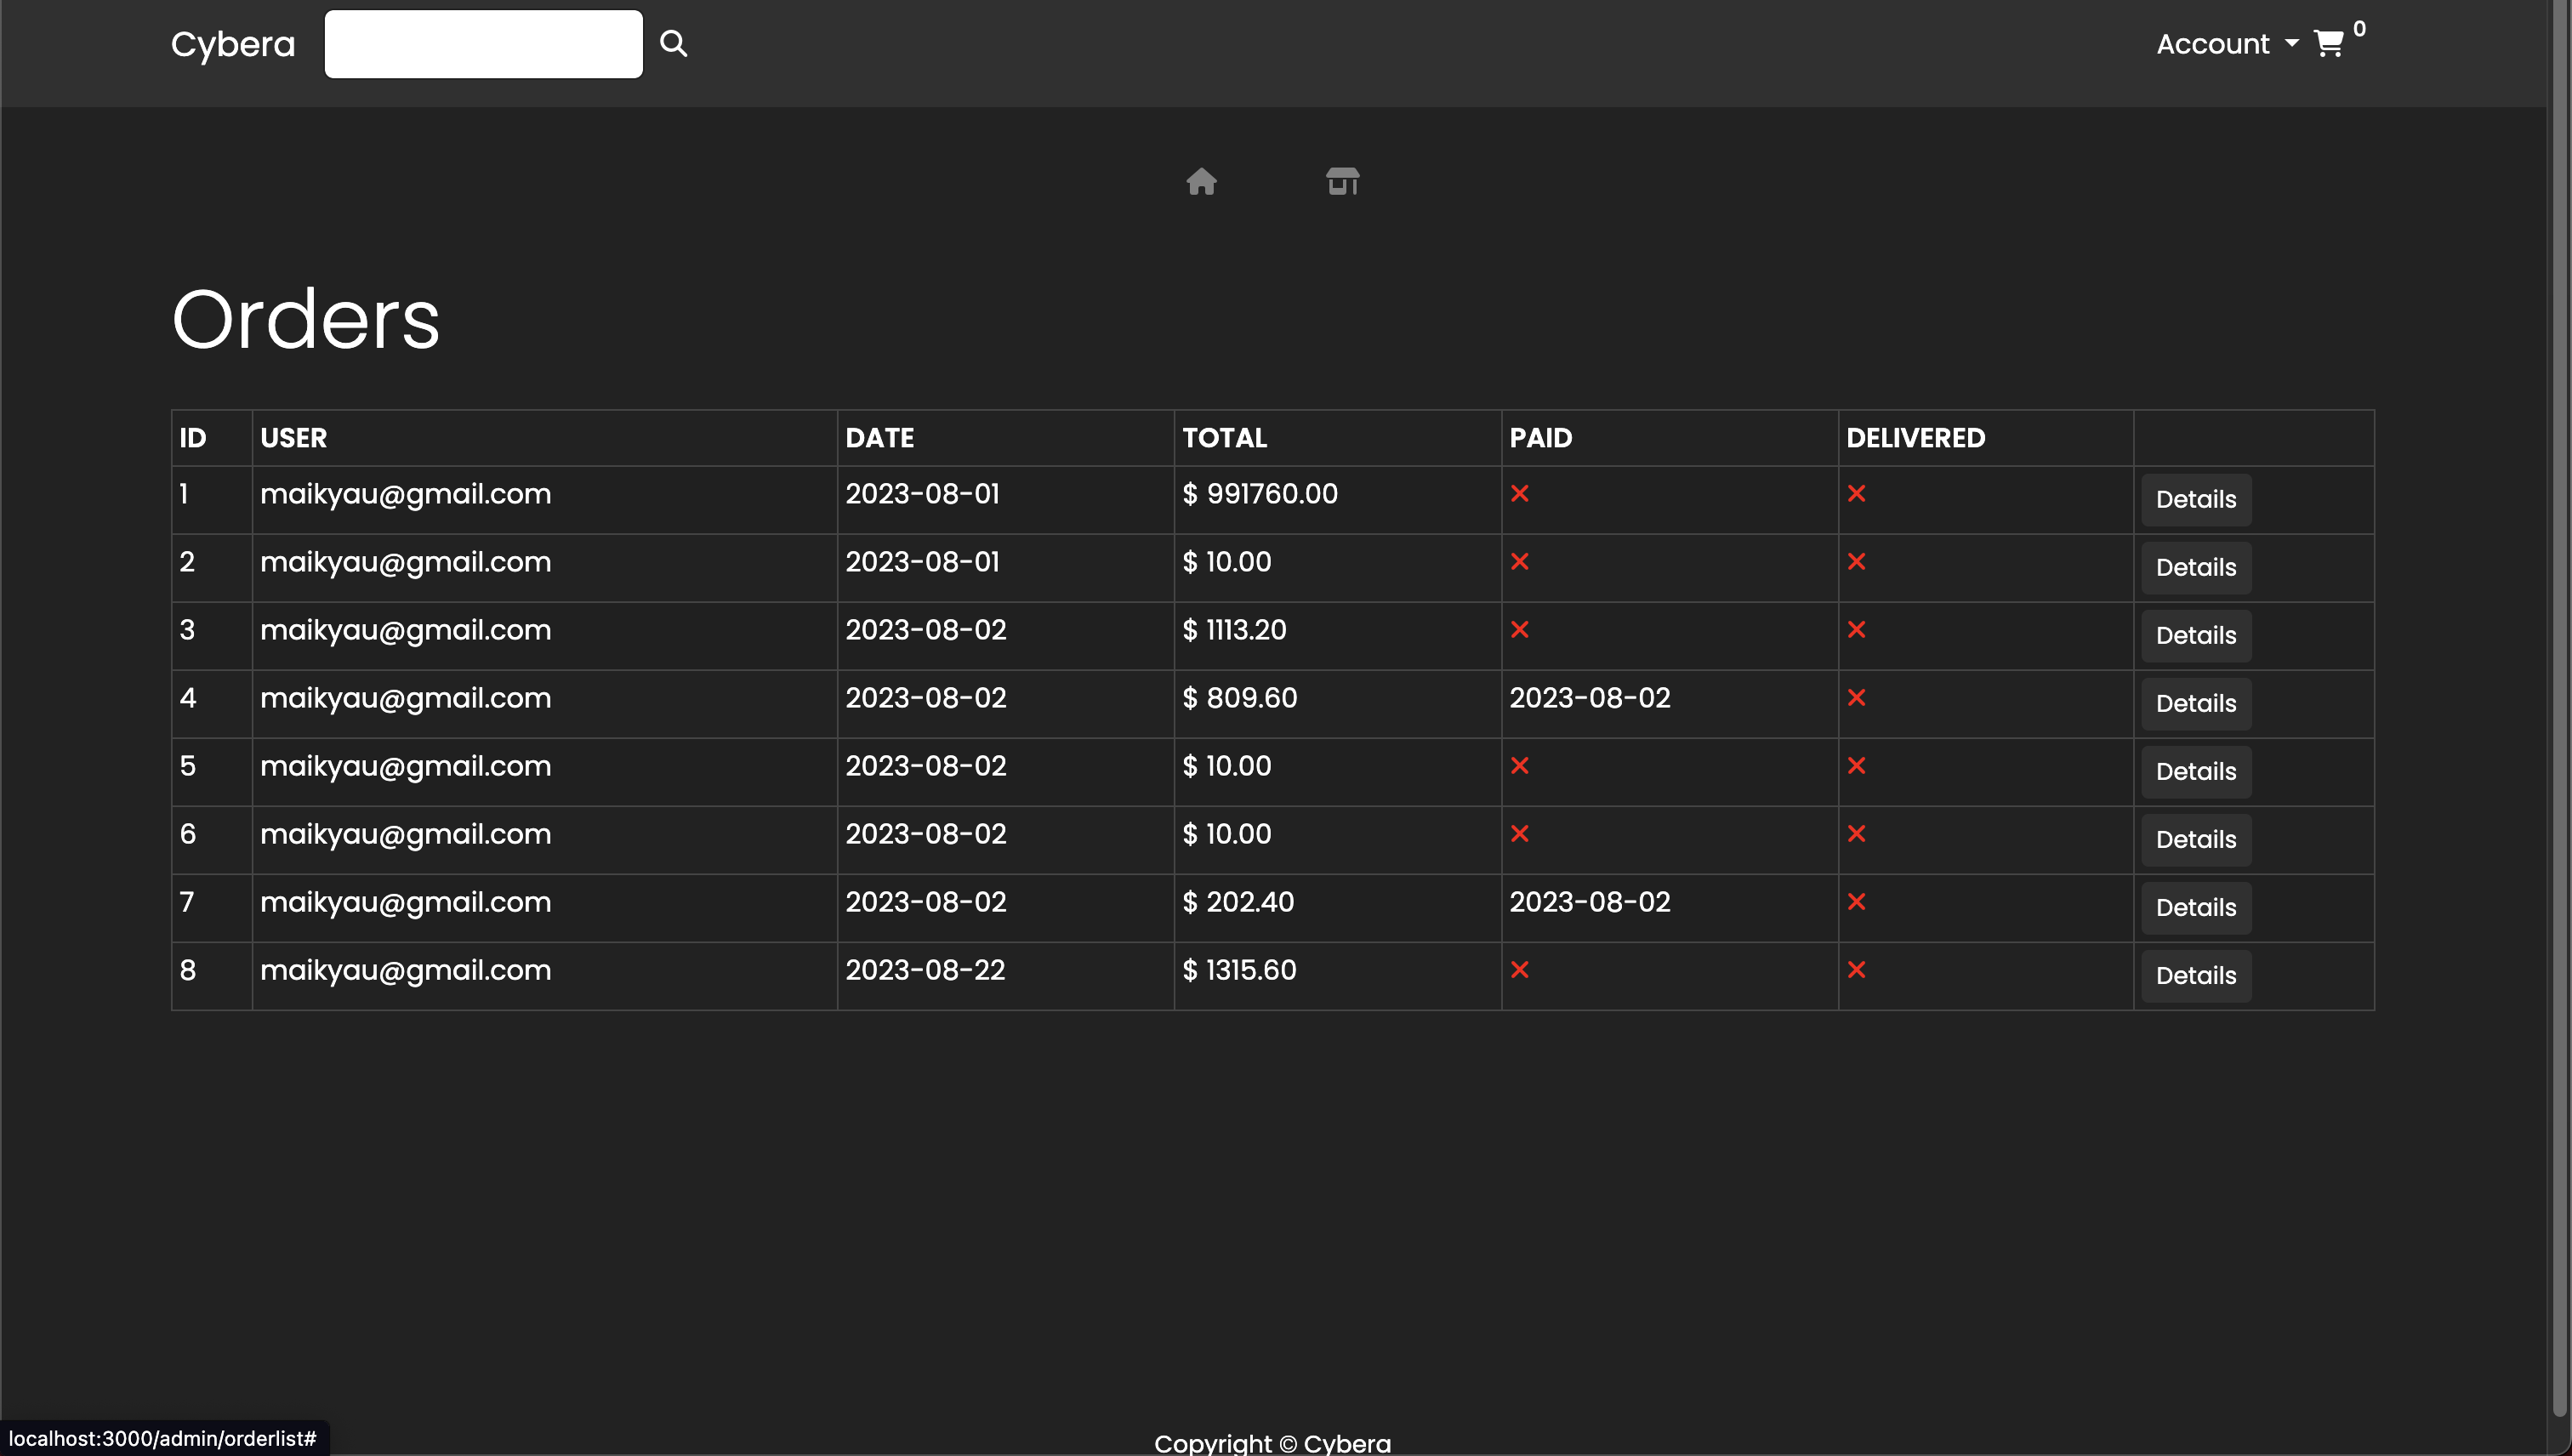 Cybera Account 0
Orders
ID USER DATE TOTAL PAID DELIVERED
1 maikyau@gmail.com 2023-08-01 $ 991760.00 Details
2 maikyau@gmail.com 2023-08-01 $ 10.00 Details
3 maikyau@gmail.com 2023-08-02 $ 1113.20 Details
4 maikyau@gmail.com 2023-08-02 $ 809.60 2023-08-02 Details
5 maikyau@gmail.com 2023-08-02 $ 10.00 Details
6 maikyau@gmail.com 2023-08-02 $ 10.00 Details
7 maikyau@gmail.com 2023-08-02 $ 202.40 2023-08-02 Details
8 maikyau@gmail.com 2023-08-22 $ 1315.60 Details
localhost:3000/admin/orderlist#
Copyright © Cybera